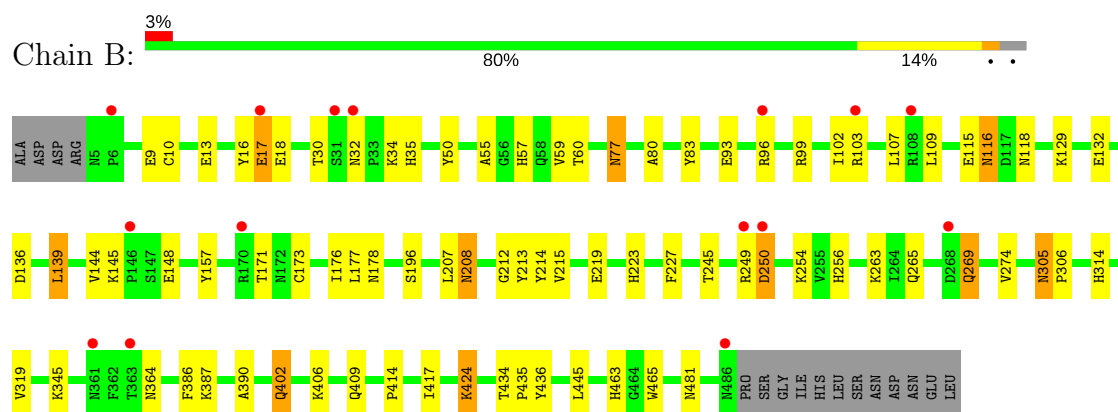 3%
Chain B:
80% 14% • •
ALA ASP ASP ARG N5 P6 E9 C10 E13 Y16 E17 E18 T30 S31 N32 P33 K34 H35 Y50 A55 G56 H57 Q58 V59 T60 N77 A80 Y83 E93 R96 R99 I102 R103 L107 R108 L109 E115 N116 D117 N118 K129 E132
D136 L139 V144 K145 P146 S147 E148 Y157 R170 T171 N172 C173 I176 L177 N178 S196 L207 N208 G212 Y213 Y214 V215 E219 H223 F227 T245 R249 D250 K254 V255 H256 K263 I264 Q265 D268 Q269 V274 N305 P306 H314
V319 K345 N361 F362 T363 N364 F386 K387 A390 Q402 K406 Q409 P414 I417 K424 T434 P435 Y436 L445 H463 G464 W465 N481 N486 PRO SER GLY ILE HIS LEU SER ASN ASP ASN GLU LEU